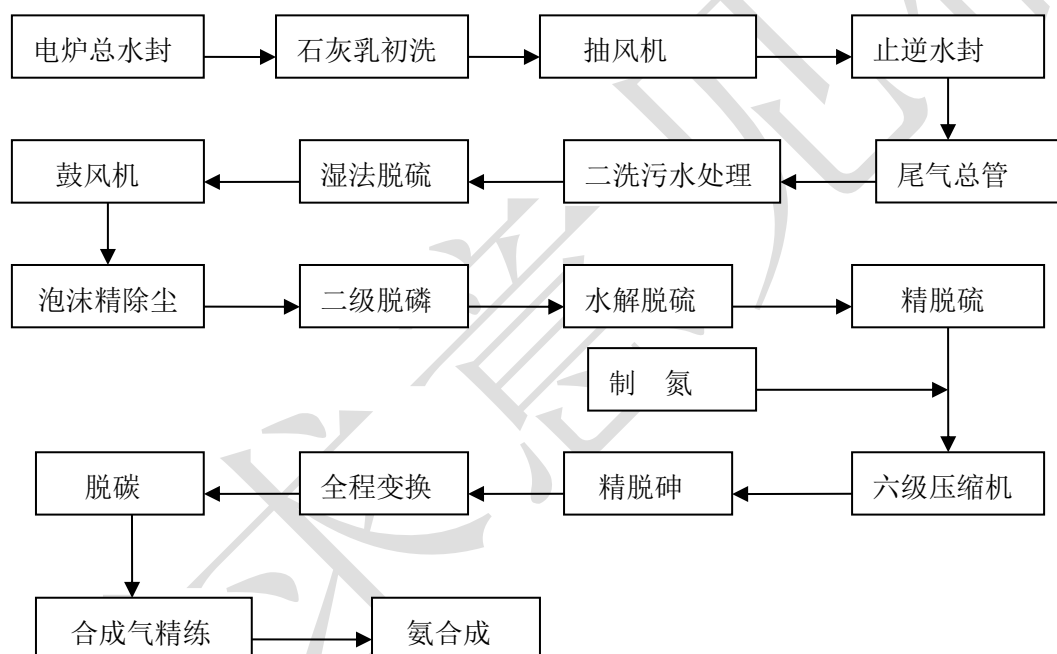 电炉总水封 石灰乳初洗 抽风机 止逆水封
鼓风机 湿法脱硫 二洗污水处理 尾气总管
泡沫精除尘 二级脱磷 水解脱硫 精脱硫
制 氮
脱碳 全程变换 精脱砷 六级压缩机
合成气精练 氨合成
求意见